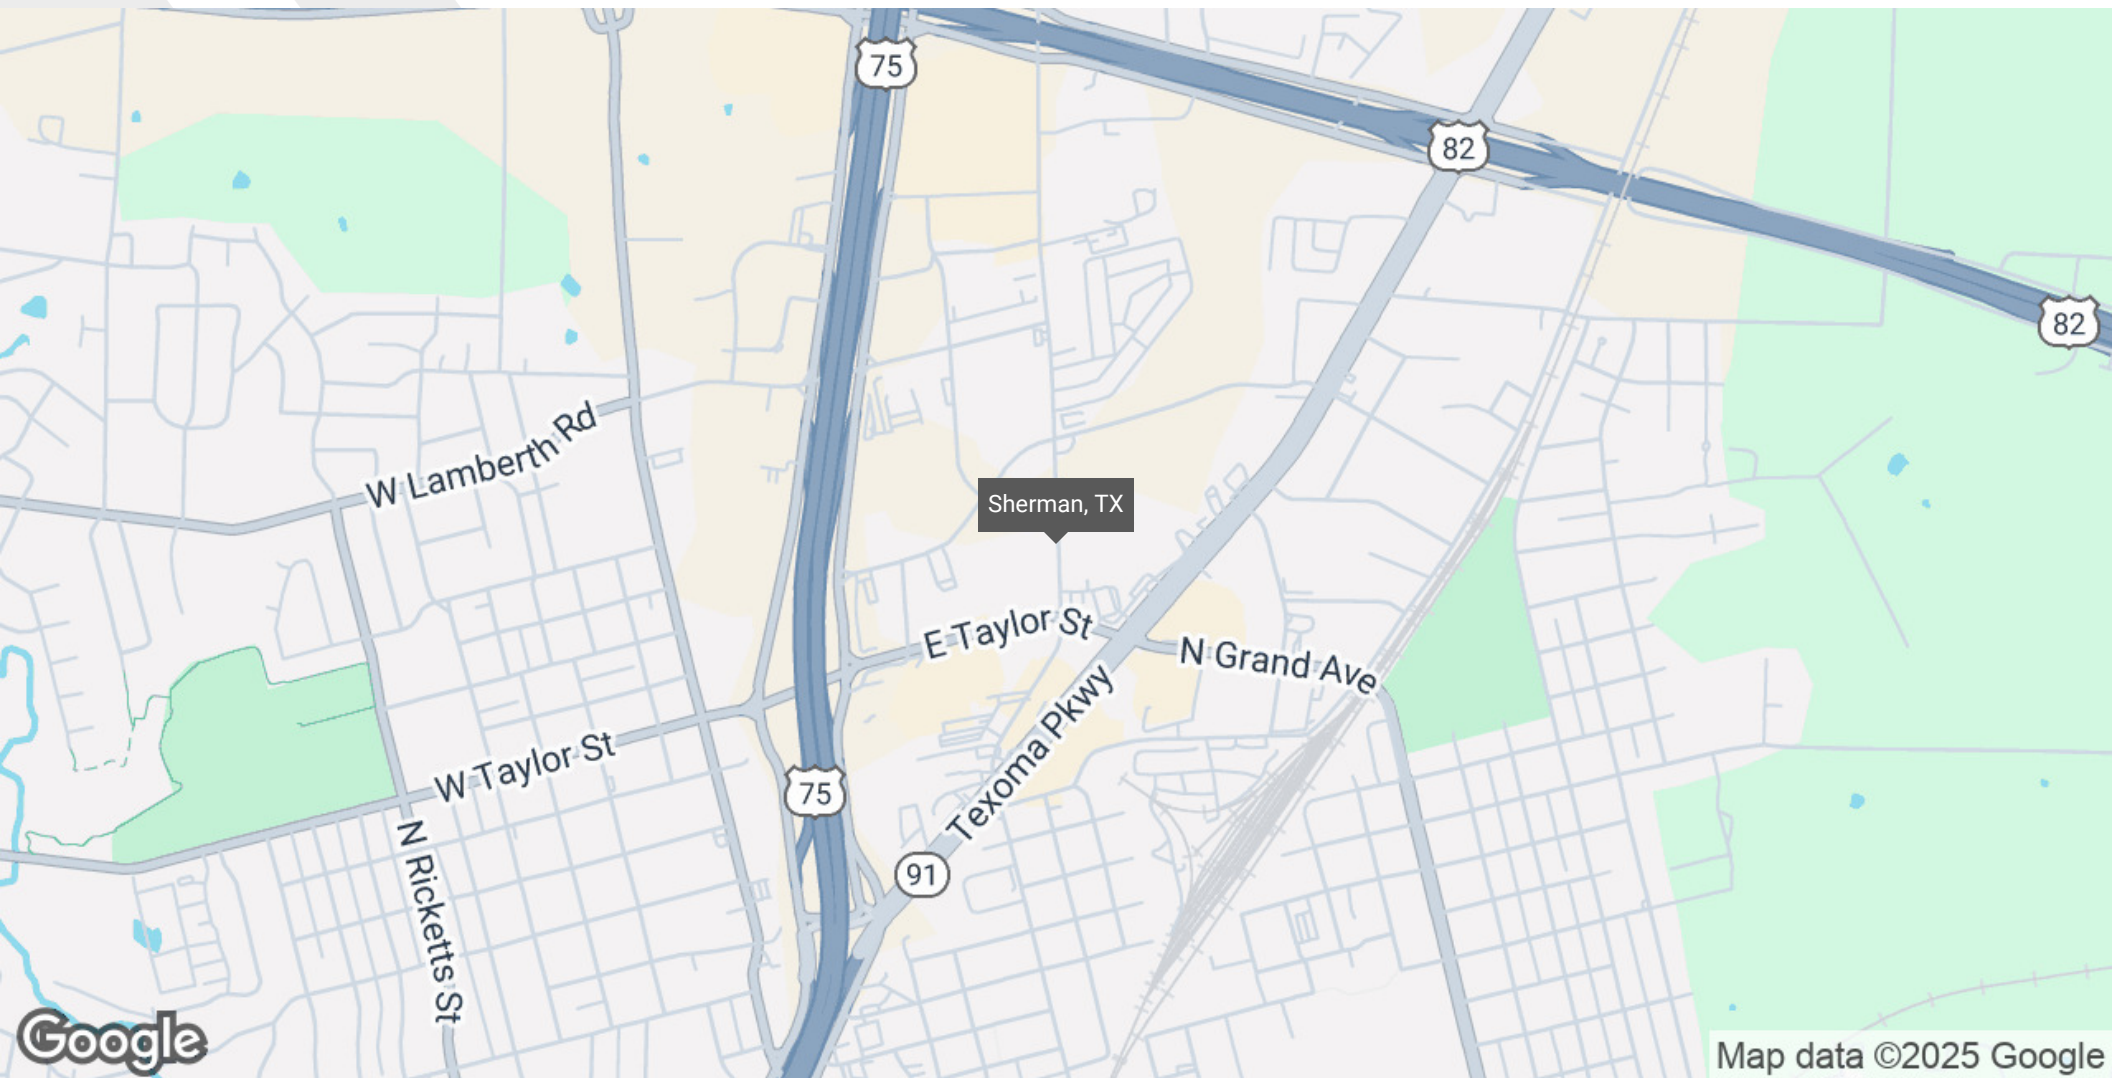 75
82
82
W Lamberth Rd
Sherman, TX
E Taylor St
N Grand Ave
Texoma Pkwy
W Taylor St
75
N Ricketts St
91
Google
Map data ©2025 Google